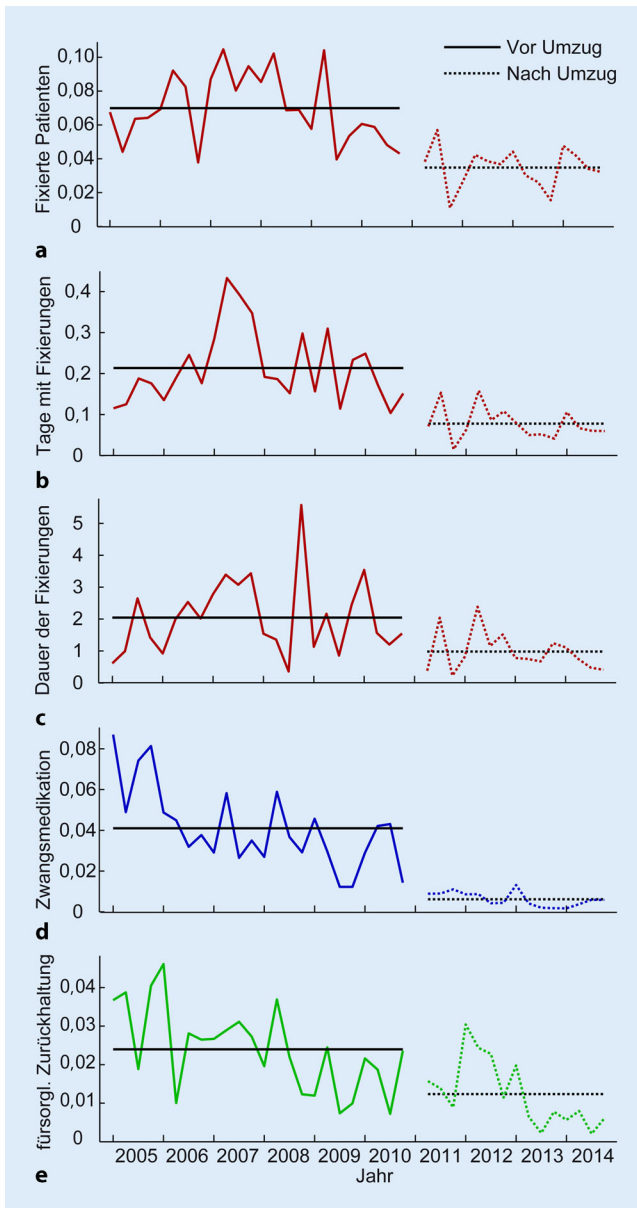 Vor Umzug
Nach Umzug
Fixierte Patienten
0,10
0,08
0,06
0,04
0,02
0
a
Tage mit Fixierungen
0,4
0,3
0,2
0,1
0
b
Dauer der Fixierungen
5
4
3
2
1
0
c
Zwangsmedikation
0,08
0,06
0,04
0,02
0
d
fürsorgl. Zurückhaltung
0,04
0,03
0,02
0,01
0
2005 2006 2007 2008 2009 2010 2011 2012 2013 2014
Jahr
e